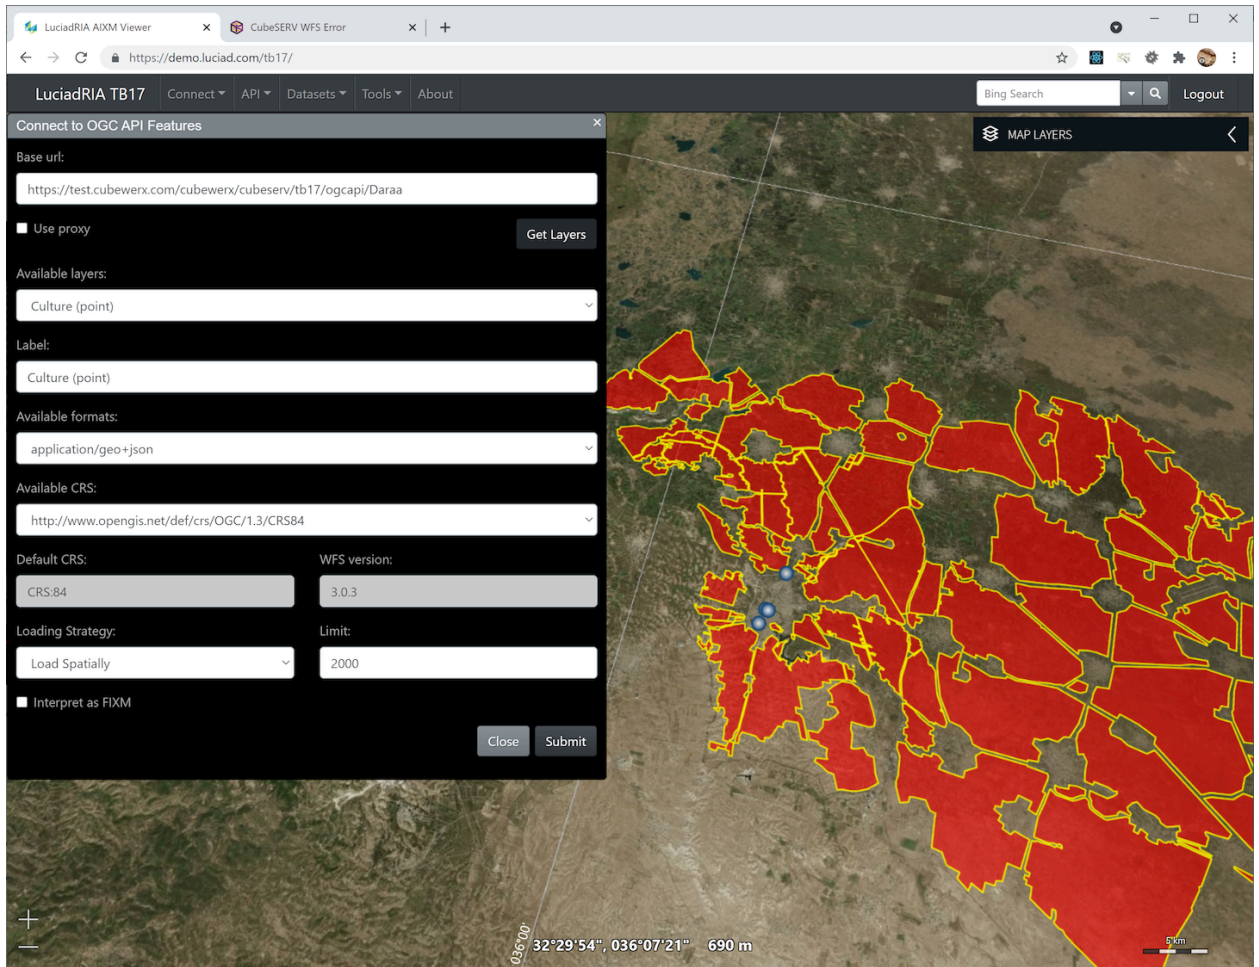 LuciadRIA AIXM Viewer
CubeSERV WFS Error
https://demo.luciad.com/tb17/
LuciadRIA TB17 Connect API Datasets Tools About
Bing Search
Logout
Connect to OGC API Features
MAP LAYERS
Base url:
https://test.cubewerx.com/cubewerx/cubeserv/tb17/ogcapi/Daraa
Use proxy
Get Layers
Available layers:
Culture (point)
Label:
Culture (point)
Available formats:
application/geo+json
Available CRS:
http://www.opengis.net/def/crs/OGC/1.3/CRS84
Default CRS: WFS version:
CRS:84 3.0.3
Loading Strategy: Limit:
Load Spatially 2000
Interpret as FIXM
Close Submit
036°00'
32°29'54", 036°07'21" 690 m
5 km